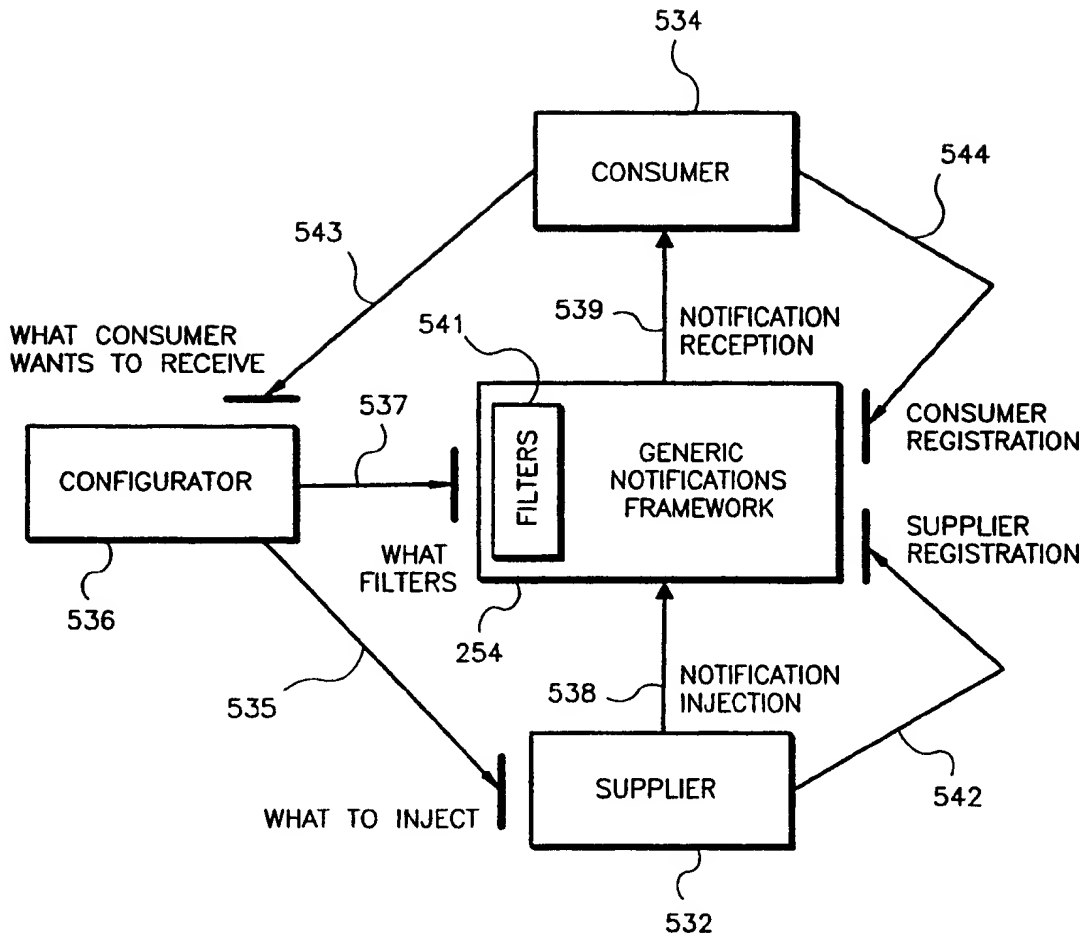 534
CONSUMER
544
543
539
NOTIFICATION
RECEPTION
541
WHAT CONSUMER
WANTS TO RECEIVE
537
CONSUMER
REGISTRATION
CONFIGURATOR
FILTERS
GENERIC
NOTIFICATIONS
FRAMEWORK
SUPPLIER
REGISTRATION
WHAT
FILTERS
536
254
535
538
NOTIFICATION
INJECTION
SUPPLIER
542
WHAT TO INJECT
532